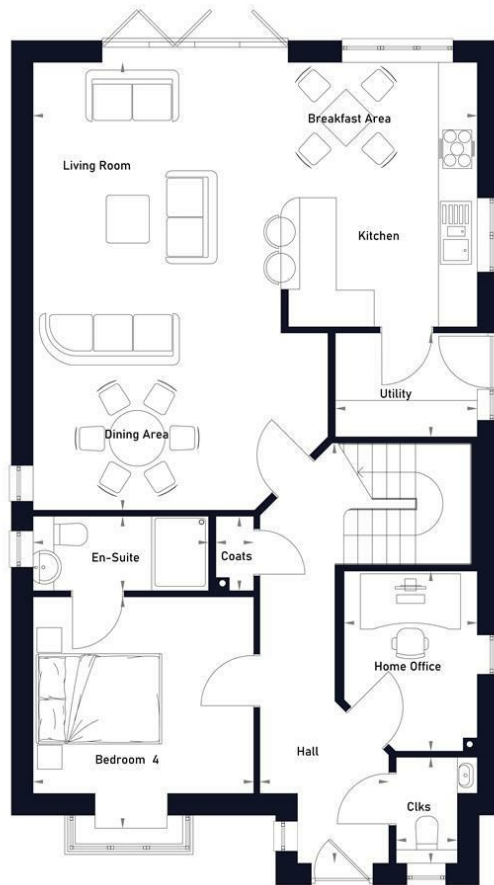 Breakfast Area
Living Room
Kitchen
Utility
Dining Area
En-Suite
Coats
Home Office
Bedroom 4
Hall
Clks